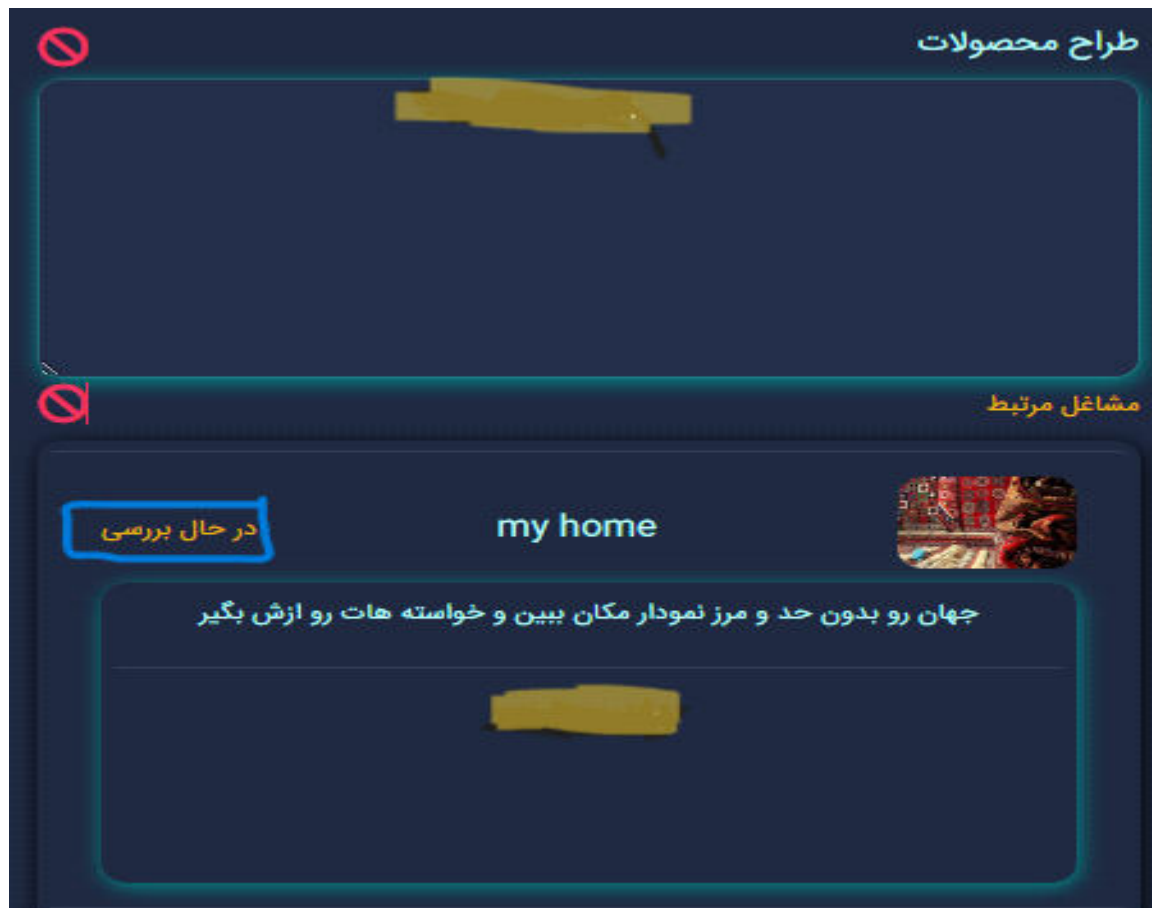 طراح محصولات
مشاغل مرتبط
my home
در حال بررسی
جهان رو بدون حد و مرز نمودار مکان ببین و خواسته هات رو ازش بگیر